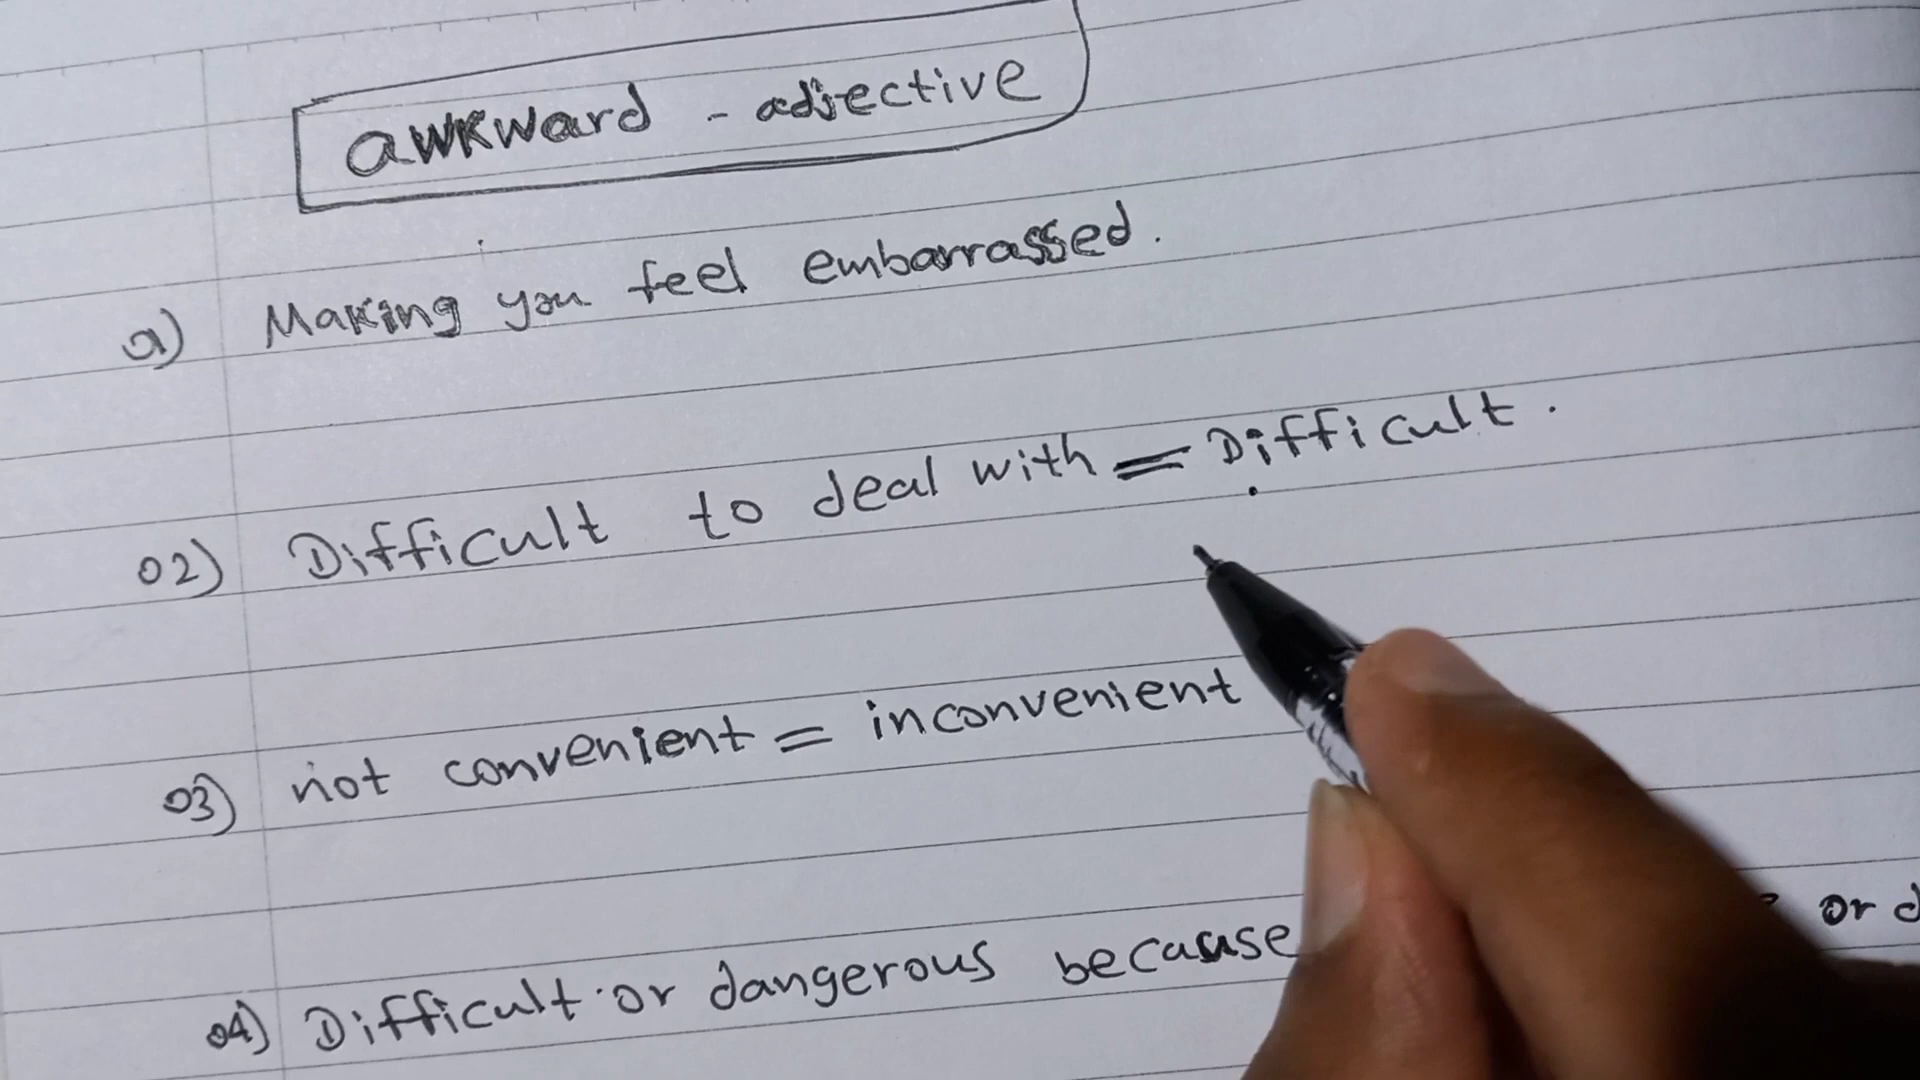 awkward - adjective
a) Making you feel embarrassed.
02) Difficult to deal with = Difficult.
03) not convenient = inconvenient
04) Difficult or dangerous because or d